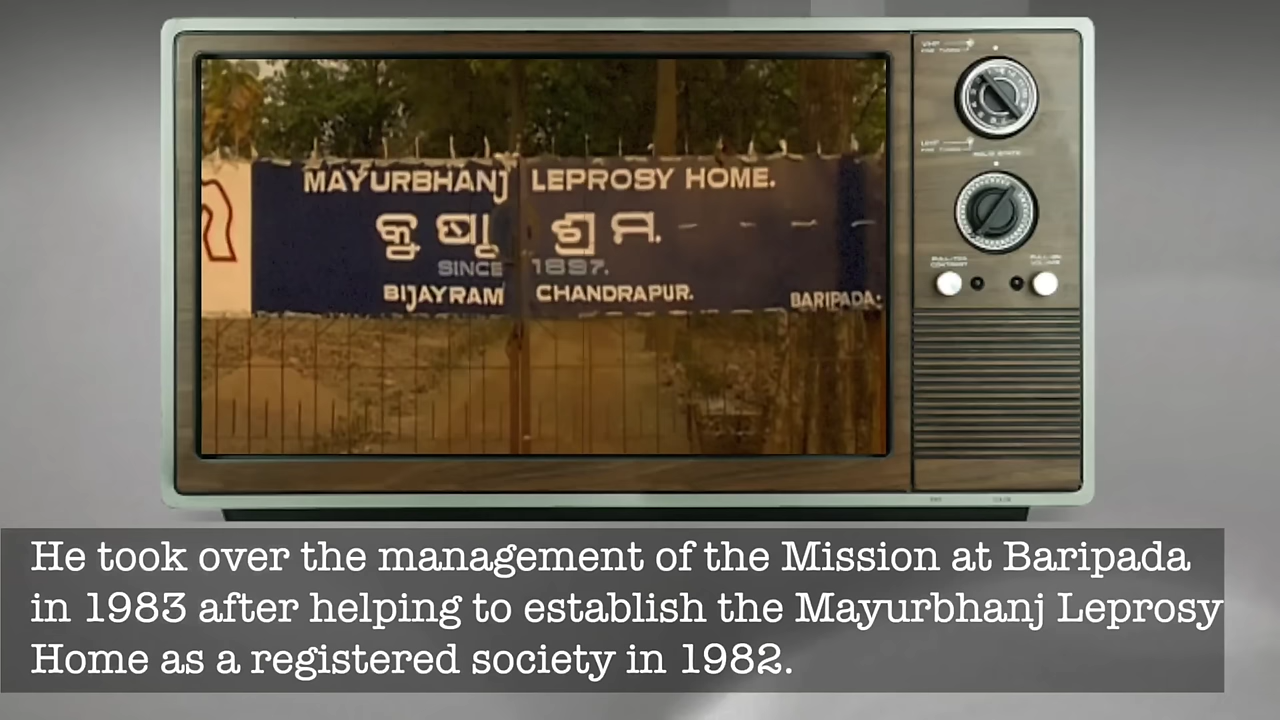 MAYURBHANJ LEPROSY HOME.
SINCE 1897.
BIJAYRAM CHANDRAPUR. BARIPADA:
He took over the management of the Mission at Baripada
in 1983 after helping to establish the Mayurbhanj Leprosy
Home as a registered society in 1982.